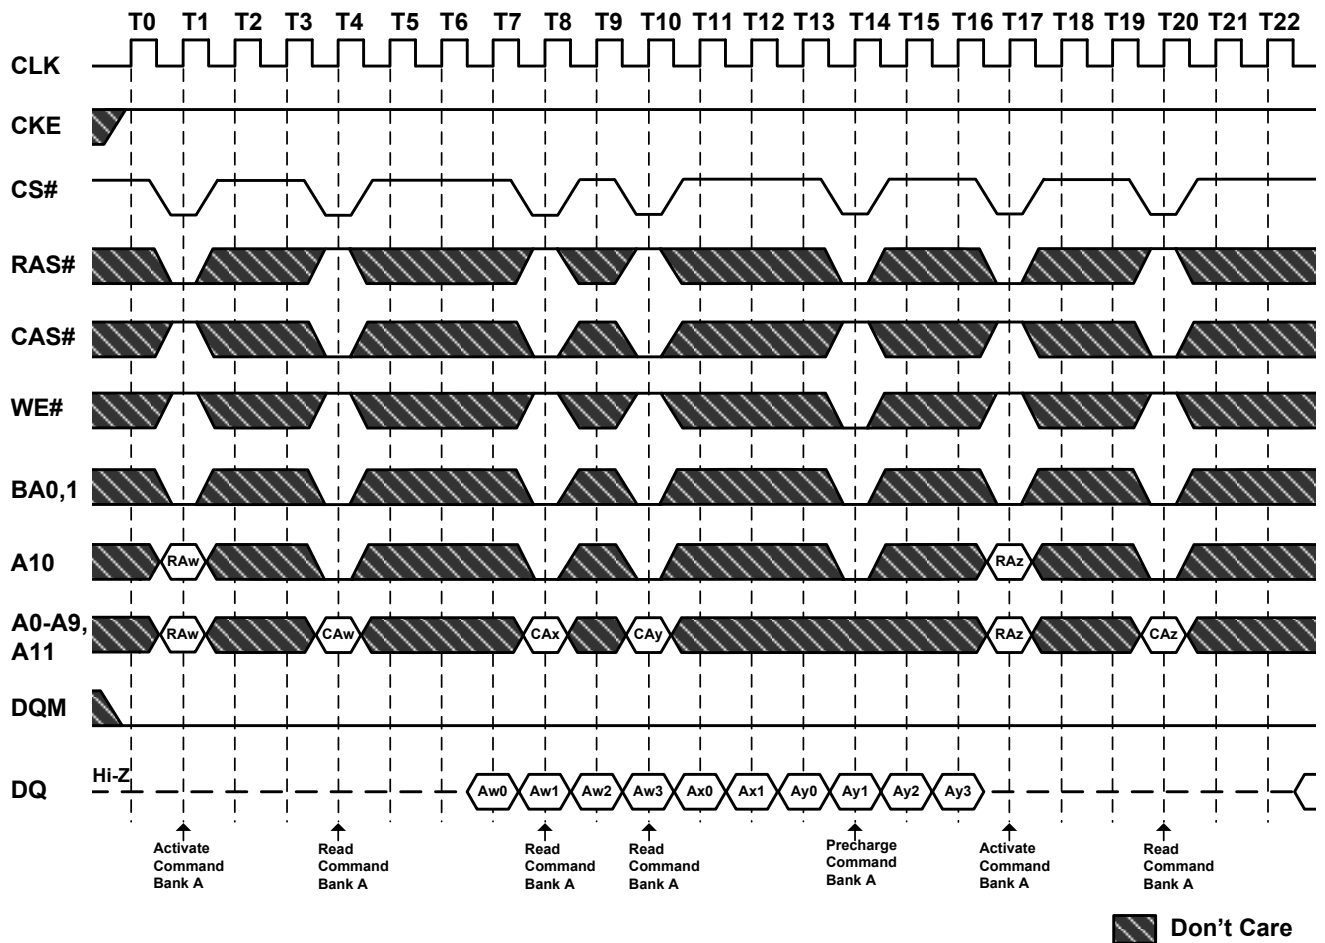 T0 T1 T2 T3 T4 T5 T6 T7 T8 T9 T10 T11 T12 T13 T14 T15 T16 T17 T18 T19 T20 T21 T22
CLK
CKE
CS#
RAS#
CAS#
WE#
BA0,1
A10
RAw RAz
A0-A9,
A11
RAw CAw CAx CAy RAz CAz
DQM
Hi-Z
DQ
Aw0 Aw1 Aw2 Aw3 Ax0 Ax1 Ay0 Ay1 Ay2 Ay3
Activate
Command
Bank A
Read
Command
Bank A
Read
Command
Bank A
Read
Command
Bank A
Precharge
Command
Bank A
Activate
Command
Bank A
Read
Command
Bank A
Don't Care